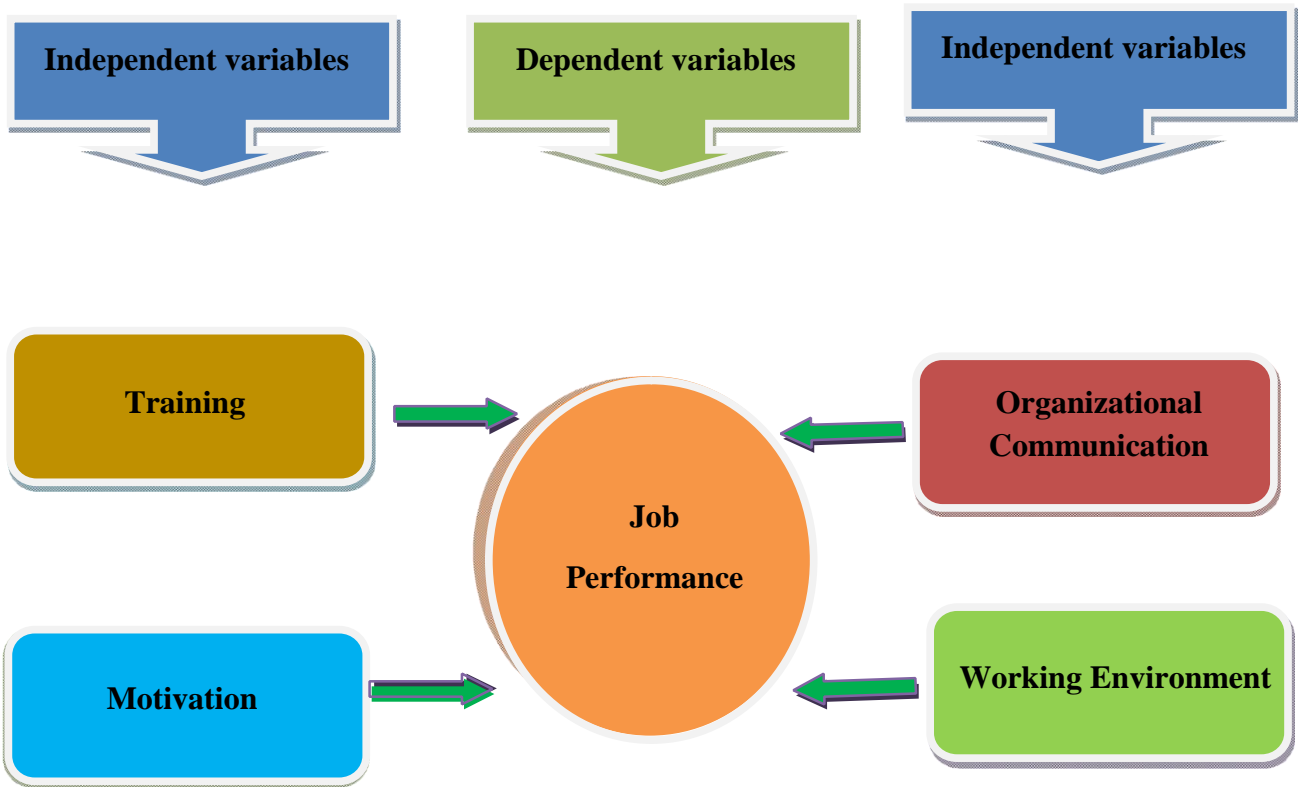 Independent variables
Dependent variables
Independent variables
Training
Organizational
Communication
Job
Performance
Motivation
Working Environment